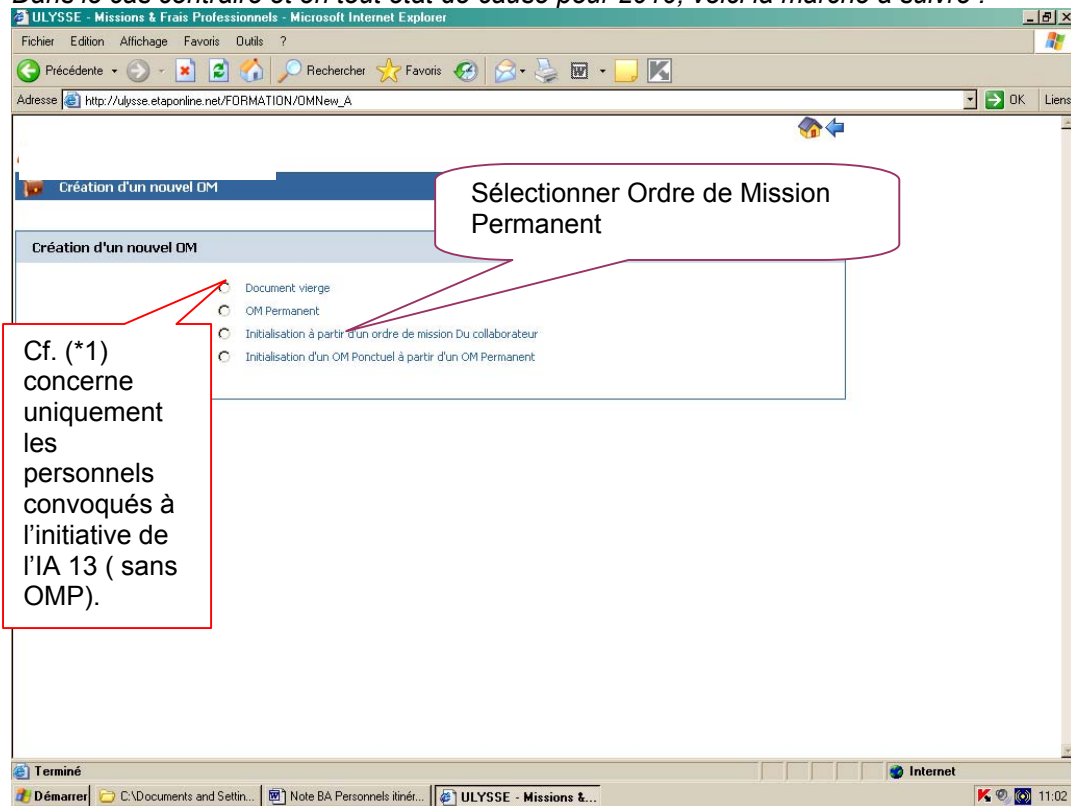 Dans le cas contraire et en tout état de cause pour 2010, voici la marche à suivre :
ULYSSE - Missions & Frais Professionnels - Microsoft Internet Explorer
Fichier Edition Affichage Favoris Outils ?
Précédente Rechercher Favoris
Adresse http://ulysse.etaponline.net/FORMATION/OMNew_A OK Liens
Création d'un nouvel OM
Sélectionner Ordre de Mission
Permanent
Création d'un nouvel OM
Document vierge
OM Permanent
Initialisation à partir d'un ordre de mission Du collaborateur
Initialisation d'un OM Ponctuel à partir d'un OM Permanent
Cf. (*1)
concerne
uniquement
les
personnels
convoqués à
l'initiative de
l'IA 13 ( sans
OMP).
Terminé Internet
Démarrer C:\Documents and Settin... Note BA Personnels itinér... ULYSSE - Missions &... 11:02